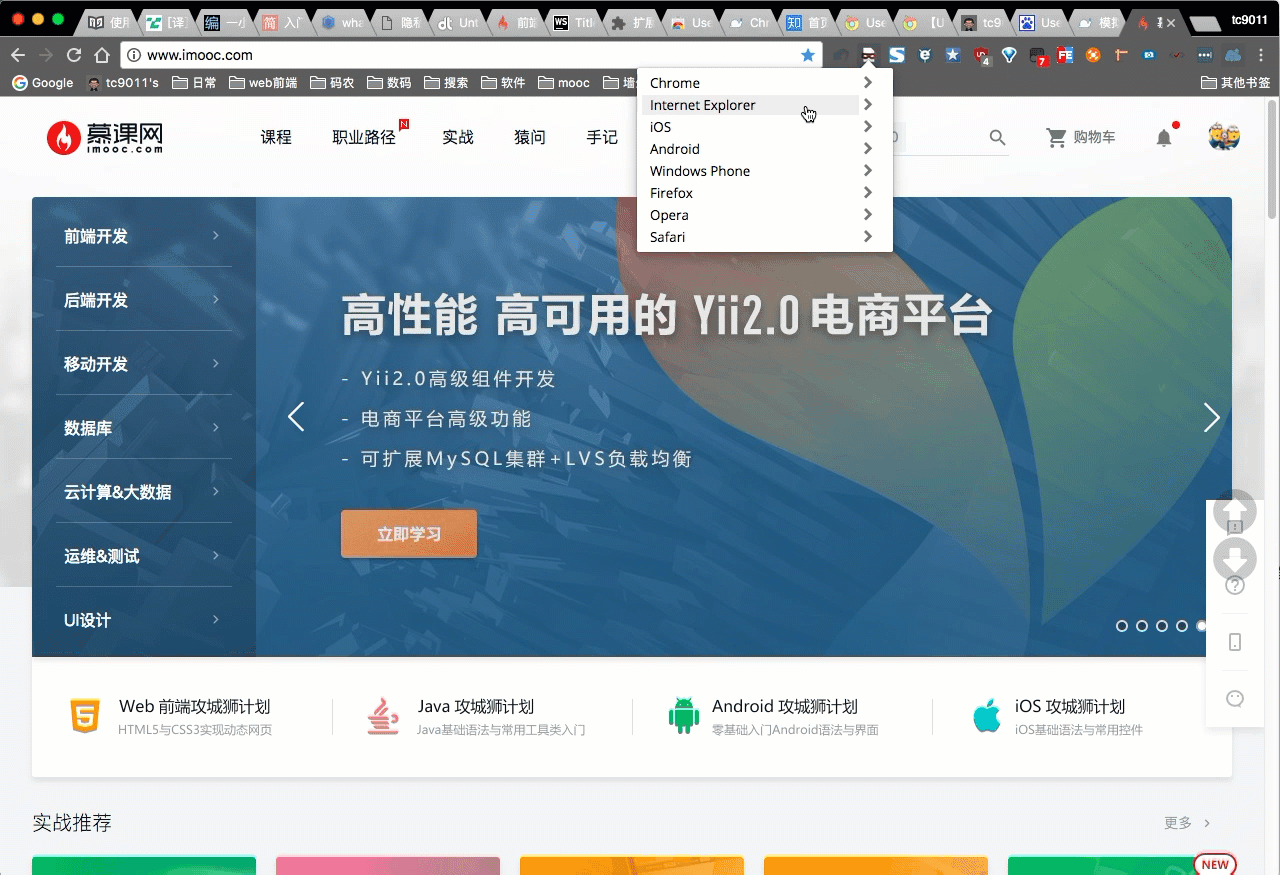 使用
[译]
一小
入门
wha
隐私
Unt
前端
Title
扩展
Use
Chr
首页
Use
【U
tc9
Use
模拟
tc9011
www.imooc.com
4
7
Google
tc9011's
日常
web前端
码农
数码
搜索
软件
mooc
其他书签
Chrome
Internet Explorer
iOS
Android
Windows Phone
Firefox
Opera
Safari
慕课网
imooc.com
课程
职业路径
N
实战
猿问
手记
购物车
前端开发
后端开发
移动开发
数据库
云计算&大数据
运维&测试
UI设计
高性能 高可用的 Yii2.0 电商平台
- Yii2.0高级组件开发
- 电商平台高级功能
- 可扩展MySQL集群+LVS负载均衡
立即学习
Web 前端攻城狮计划
HTML5与CSS3实现动态网页
Java 攻城狮计划
Java基础语法与常用工具类入门
Android 攻城狮计划
零基础入门Android语法与界面
iOS 攻城狮计划
iOS基础语法与常用控件
实战推荐
更多
NEW